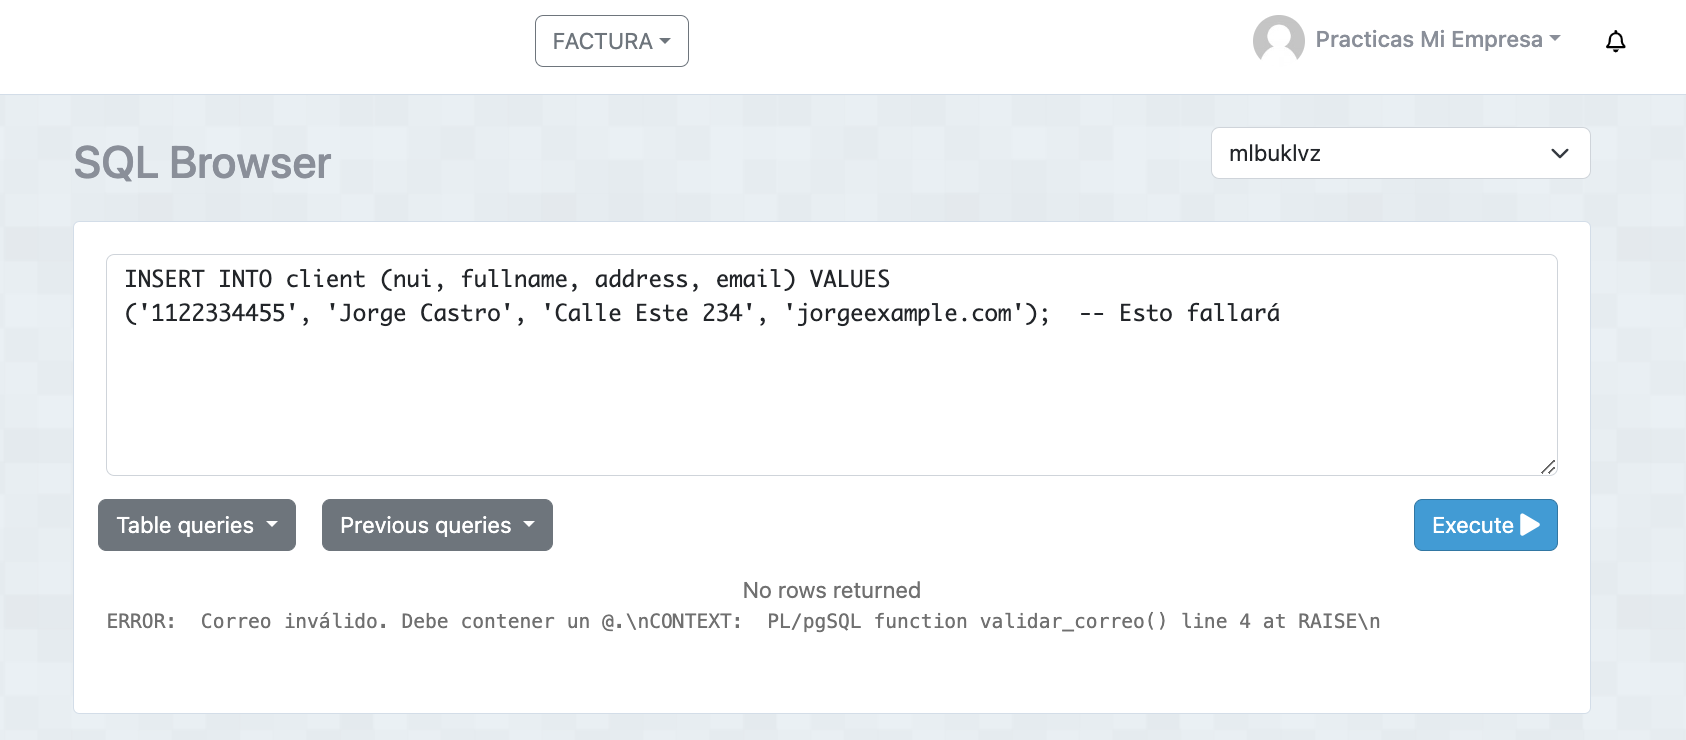 FACTURA
Practicas Mi Empresa
SQL Browser
mlbuklvz
INSERT INTO client (nui, fullname, address, email) VALUES
('1122334455', 'Jorge Castro', 'Calle Este 234', 'jorgeexample.com');  -- Esto fallará
Table queries
Previous queries
Execute
No rows returned
ERROR:  Correo inválido. Debe contener un @.\nCONTEXT:  PL/pgSQL function validar_correo() line 4 at RAISE\n